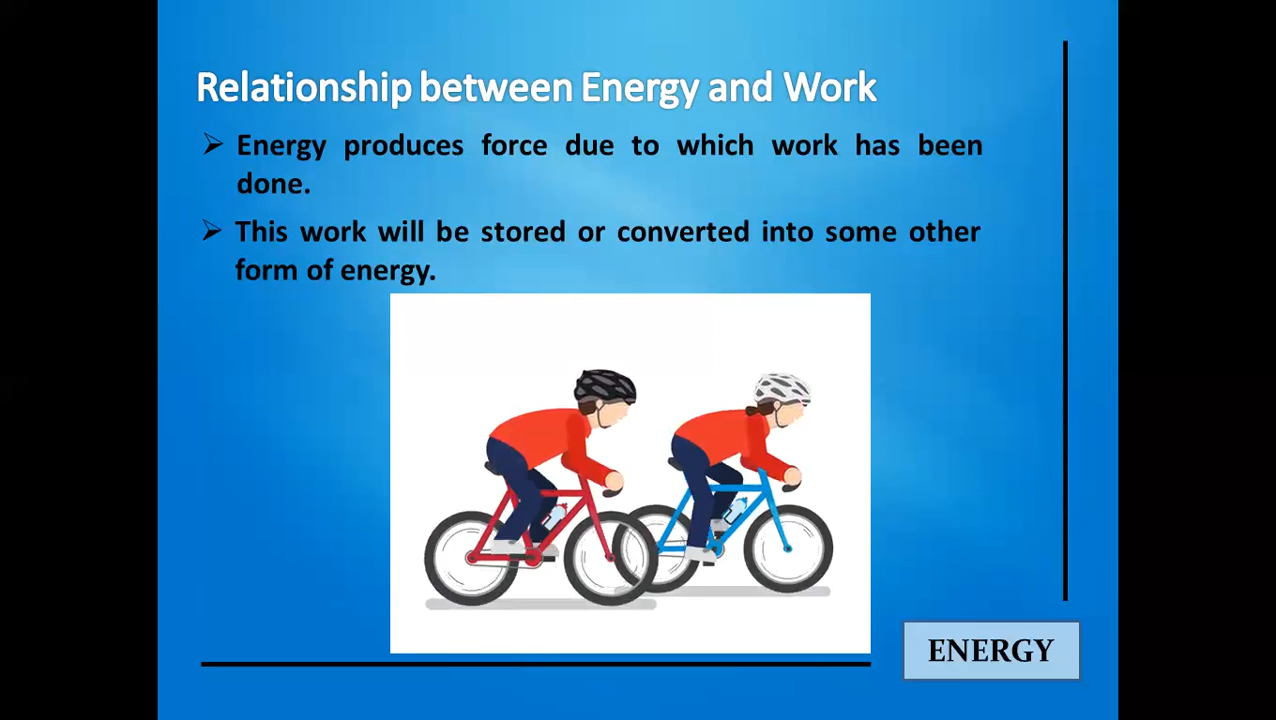 Relationship between Energy and Work
Energy produces force due to which work has been
done.
This work will be stored or converted into some other
form of energy.
ENERGY